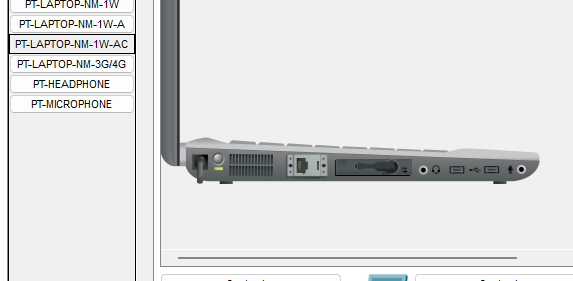 PT-LAPTOP-NM-1W
PT-LAPTOP-NM-1W-A
PT-LAPTOP-NM-1W-AC
PT-LAPTOP-NM-3G/4G
PT-HEADPHONE
PT-MICROPHONE